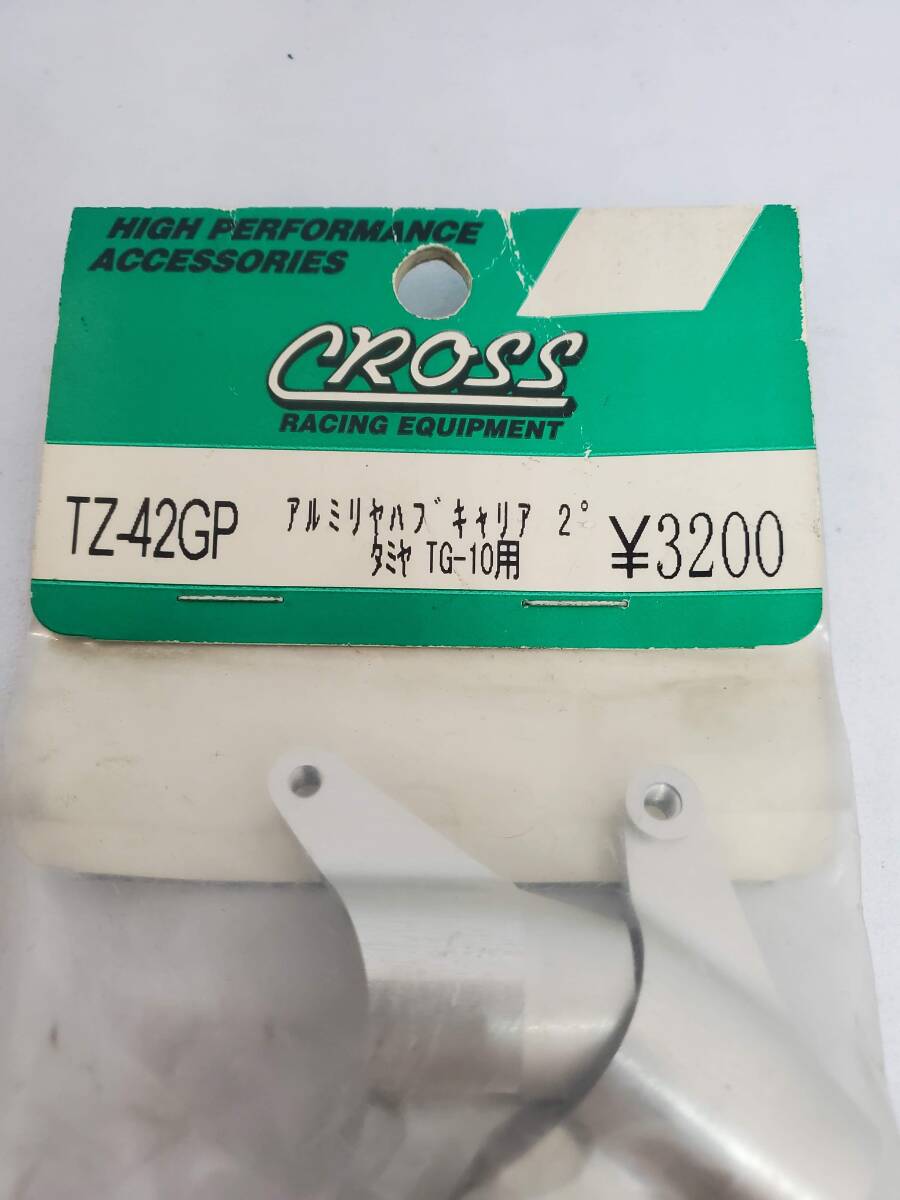 HIGH PERFORMANCE
ACCESSORIES
CROSS
RACING EQUIPMENT
TZ-42GP
ｱﾙﾐﾘﾔﾊﾌﾞｷｬﾘｱ 2°
ﾀﾐﾔ TG-10用
¥3200